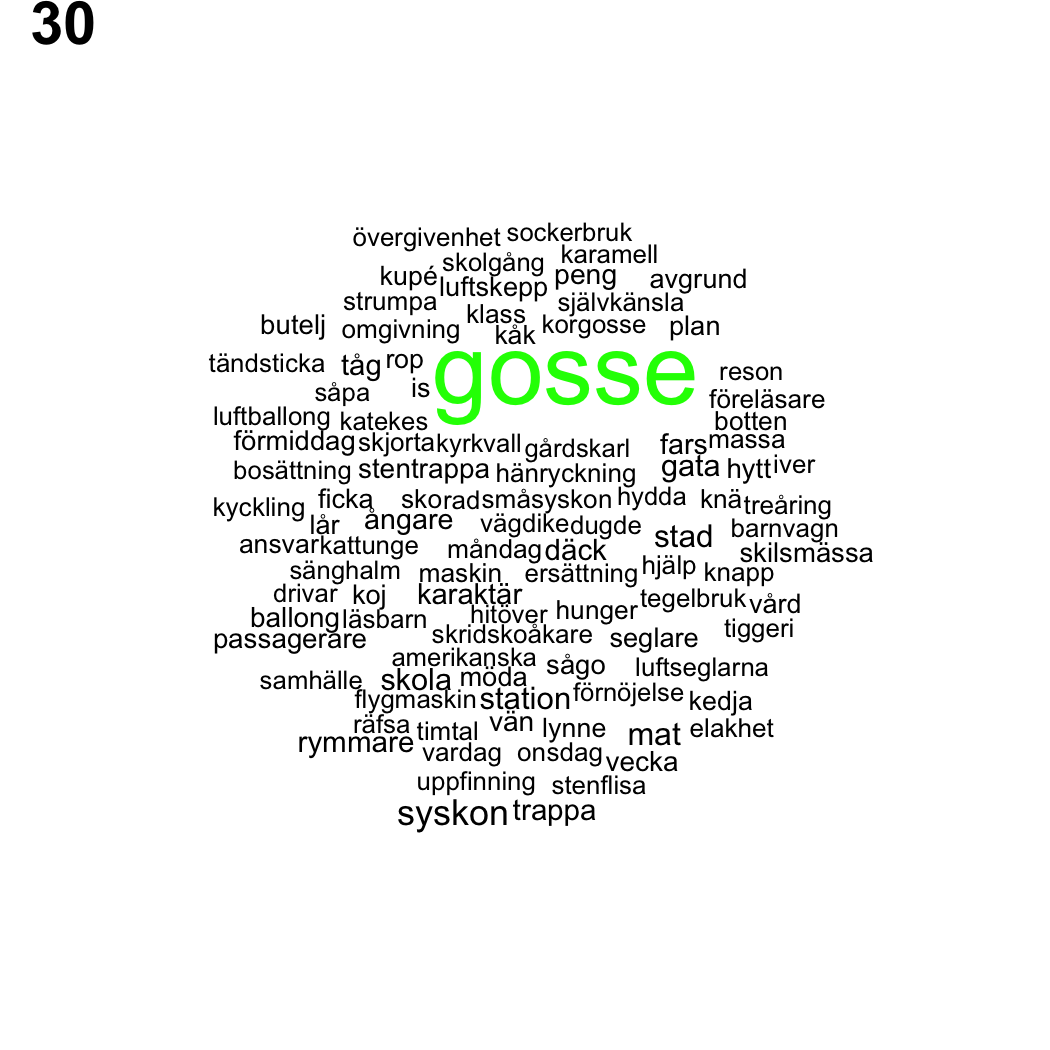 30
övergivenhet sockerbruk
skolgång karamell
kupé luftskepp peng avgrund
strumpa klass självkänsla
butelj omgivning kåk korgosse plan
tändsticka tåg rop gosse reson
såpa is föreläsare
luftballong katekes botten
förmiddag skjorta kyrkvall gårdskarl fars massa
bosättning stentrappa hänryckning gata hytt iver
kyckling ficka skorad småsyskon hydda knä treåring
lår ångare vägdike dugde stad barnvagn
ansvar kattunge måndag däck skilsmässa
sänghalm maskin ersättning hjälp knapp
drivar koj karaktär tegelbruk vård
ballong läsbarn hitöver hunger tiggeri
passagerare skridskoåkare seglare
amerikanska sågo luftseglarna
samhälle skola möda
flygmaskin station förnöjelse kedja
räfsa timtal vän lynne mat elakhet
rymmare vardag onsdag vecka
uppfinning stenflisa
syskon trappa